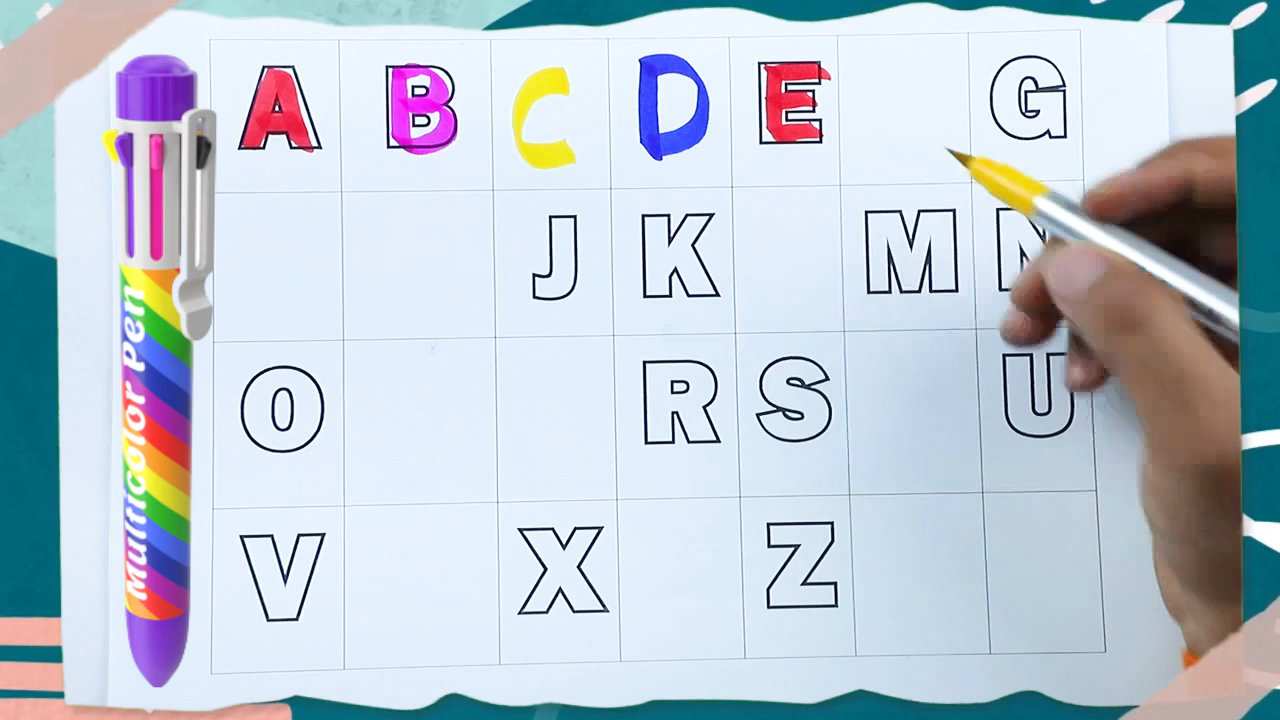 A B C D E G
J K M N
O R S U
V X Z
Multicolor Pen